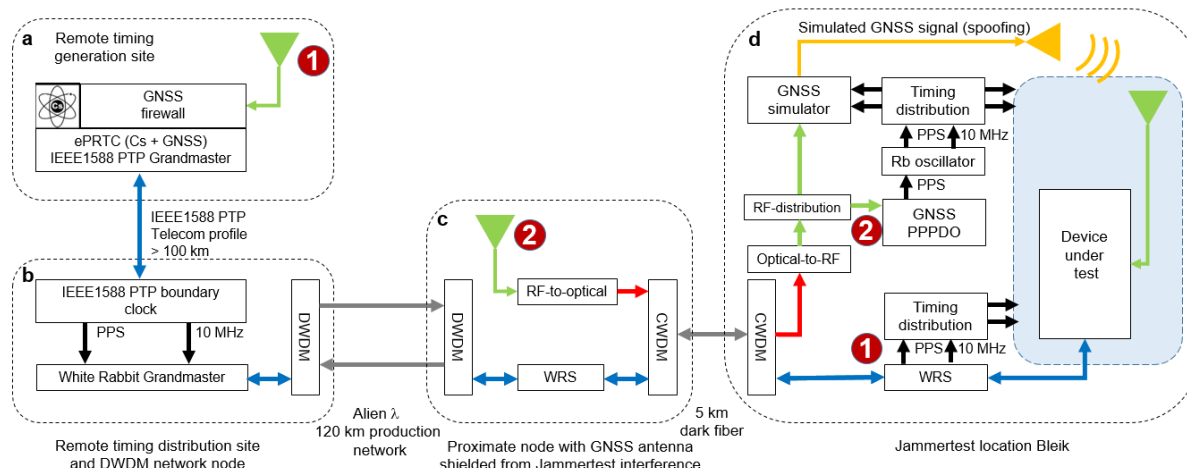 a
Remote timing
generation site
1
Cs
GNSS
firewall
ePRTC (Cs + GNSS)
IEEE1588 PTP Grandmaster
IEEE1588 PTP
Telecom profile
> 100 km
b
IEEE1588 PTP boundary
clock
PPS
10 MHz
White Rabbit Grandmaster
DWDM
Remote timing distribution site
and DWDM network node
Alien λ
120 km production
network
c
2
RF-to-optical
DWDM
CWDM
WRS
Proximate node with GNSS antenna
shielded from Jammertest interference
5 km
dark fiber
d
Simulated GNSS signal (spoofing)
GNSS
simulator
Timing
distribution
PPS
10 MHz
Rb oscillator
PPS
RF-distribution
2
GNSS
PPPDO
Optical-to-RF
Device
under
test
Timing
distribution
1
PPS
10 MHz
CWDM
WRS
Jammertest location Bleik